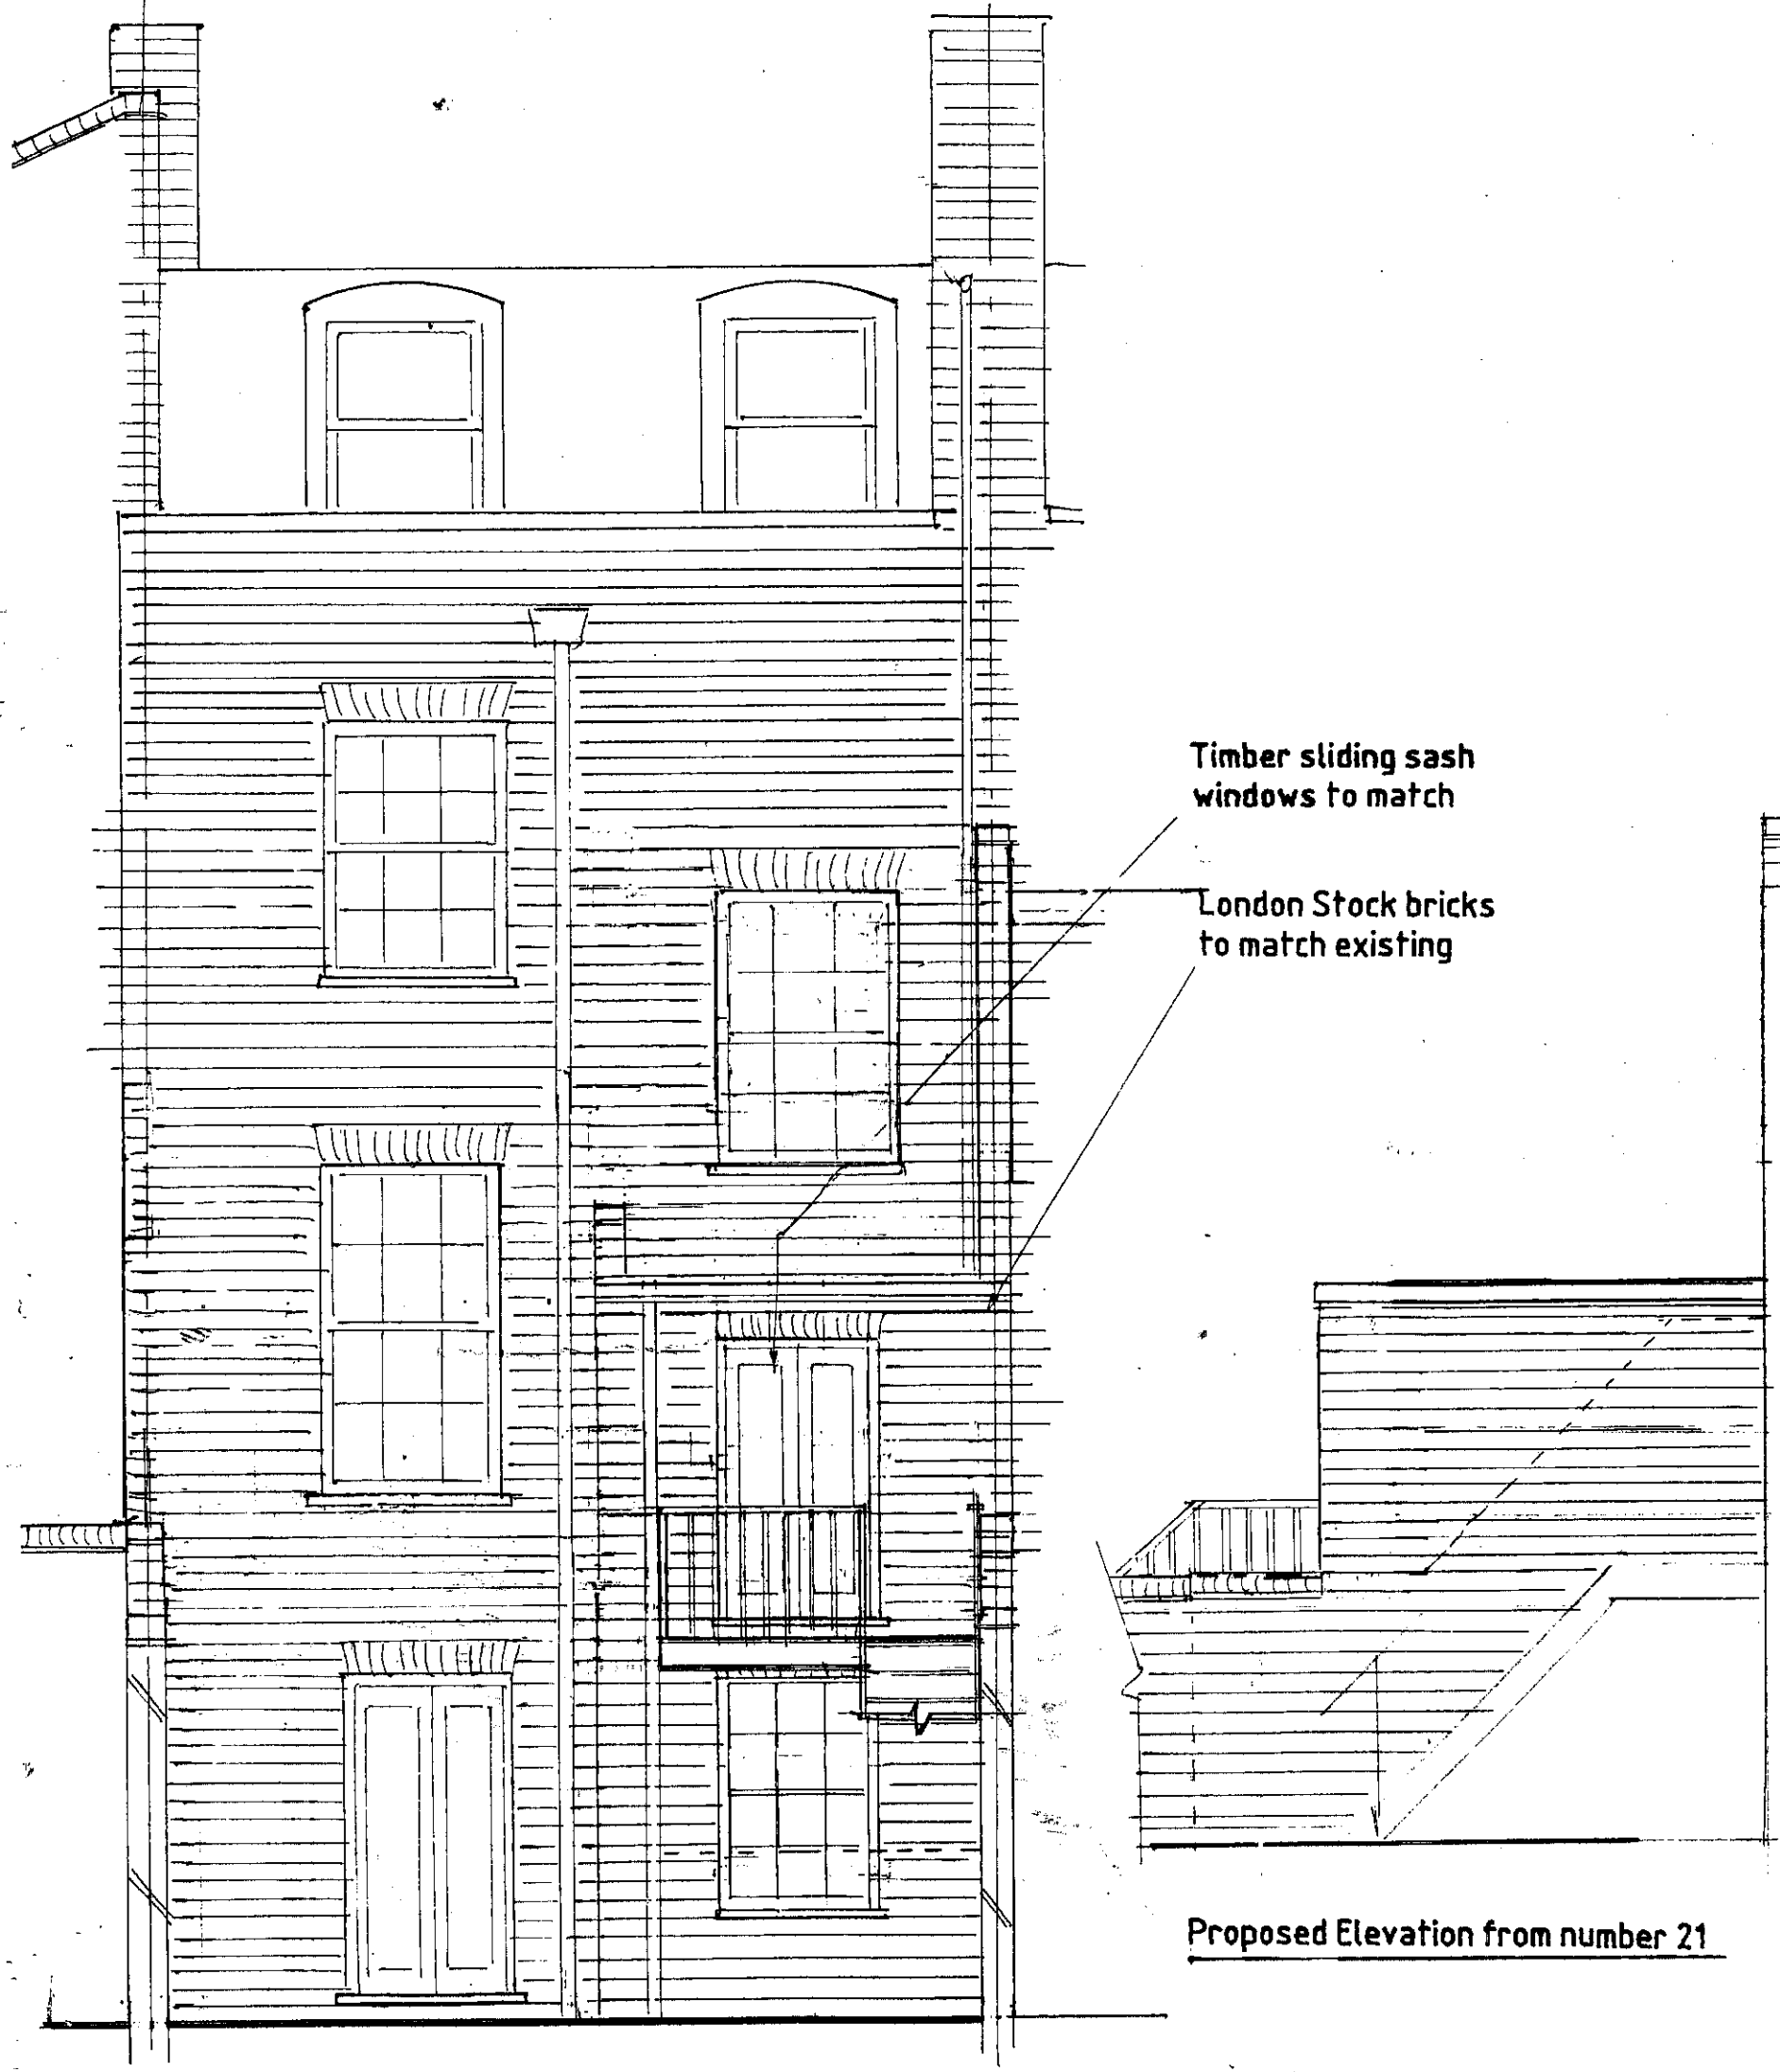 Timber sliding sash
windows to match
London Stock bricks
to match existing
Proposed Elevation from number 21